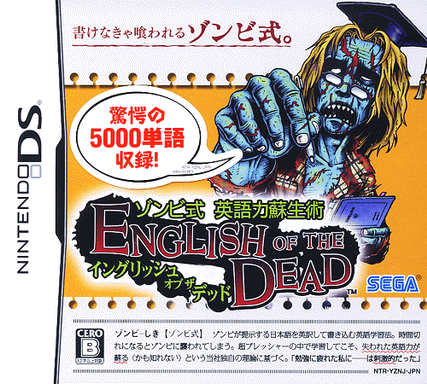 書けなきゃ喰われるゾンビ式。
驚愕の
5000単語
収録!
NINTENDO DS
ゾンビ式 英語力蘇生術
ENGLISH OF THE
DEAD™
イングリッシュ
オブ ザ
デッド
SEGA
CERO
B
12才以上対象
ゾンビ−しき【ゾンビ式】 ゾンビが提示する日本語を英訳して書き込む英語学習法。時間切
れになるとゾンビに襲われてしまう。超プレッシャーの中で学習してこそ、失われた英語力が
蘇る(かも知れない)という当社独自の理論に基づく。「勉強に疲れた私に──は刺激的だった」
NTR-YZNJ-JPN